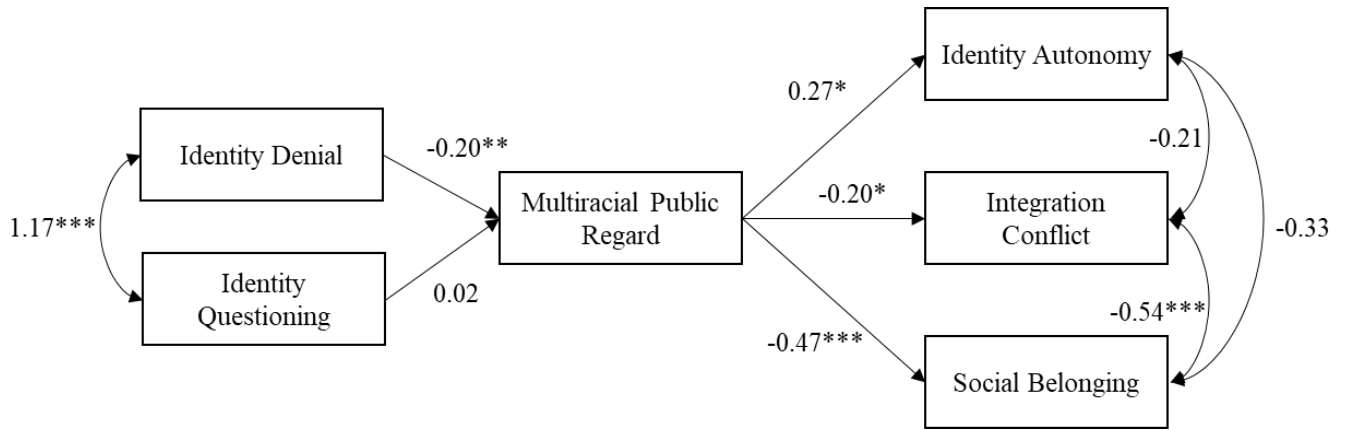 Identity Autonomy
0.27*
Identity Denial
-0.20**
-0.21
Multiracial Public
Regard
-0.20*
Integration
Conflict
1.17***
-0.33
Identity
Questioning
0.02
-0.54***
-0.47***
Social Belonging